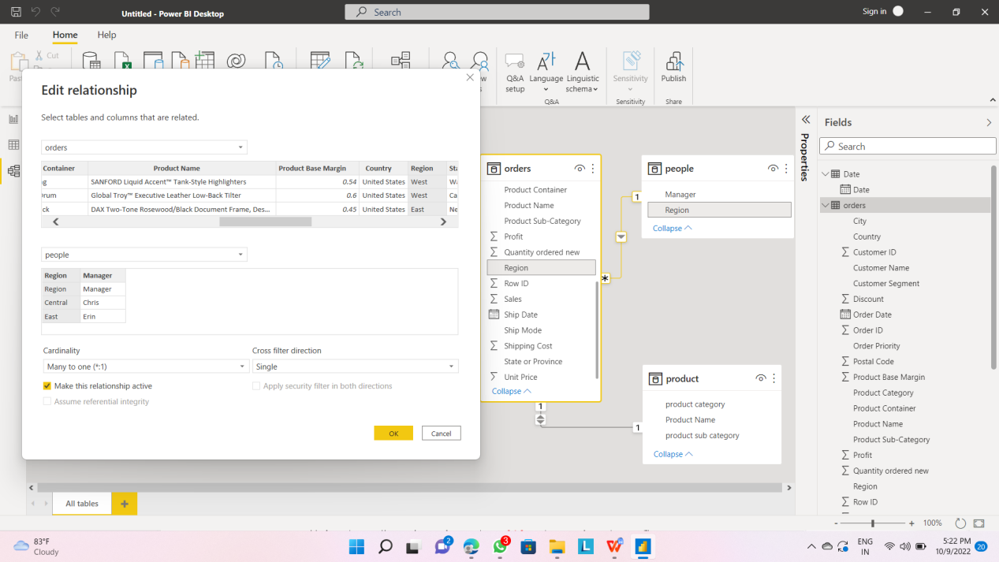 Untitled - Power BI Desktop
Search
Sign in
File
Home
Help
Cut
Q&A setup
Language
Linguistic schema
Q&A
Sensitivity
Sensitivity
Publish
Share
Edit relationship
Select tables and columns that are related.
orders
Container Product Name Product Base Margin Country Region
SANFORD Liquid Accent™ Tank-Style Highlighters 0.54 United States West
Global Troy™ Executive Leather Low-Back Tilter 0.6 United States West
DAX Two-Tone Rosewood/Black Document Frame, Des... 0.45 United States East
people
Region Manager
Region Manager
Central Chris
East Erin
Cardinality
Many to one (*:1)
Cross filter direction
Single
Make this relationship active
Apply security filter in both directions
Assume referential integrity
OK
Cancel
orders
Product Container
Product Name
Product Sub-Category
Profit
Quantity ordered new
Region
Row ID
Sales
Ship Date
Ship Mode
Shipping Cost
State or Province
Unit Price
Collapse
1
*
people
Manager
Region
Collapse
1
1
product
product category
Product Name
product sub category
Collapse
Properties
Fields
Search
Date
Date
orders
City
Country
Customer ID
Customer Name
Customer Segment
Discount
Order Date
Order ID
Order Priority
Postal Code
Product Base Margin
Product Category
Product Container
Product Name
Product Sub-Category
Profit
Quantity ordered new
Region
Row ID
All tables
+
- + 100%
83°F
Cloudy
2
3
L
W
ENG
IN
5:22 PM
10/9/2022
20